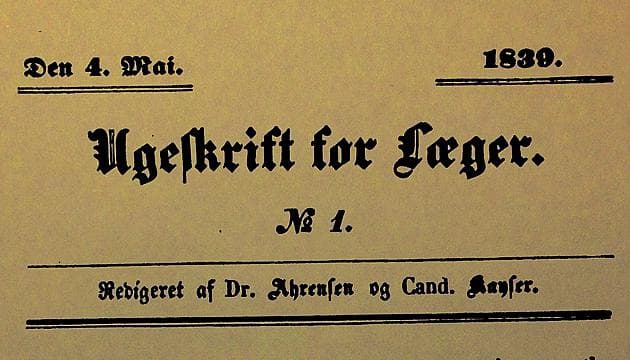 Den 4. Mai. 1839.
Ugeskrift for Læger.
№ 1.
Redigeret af Dr. Ahrensen og Cand. Kayser.